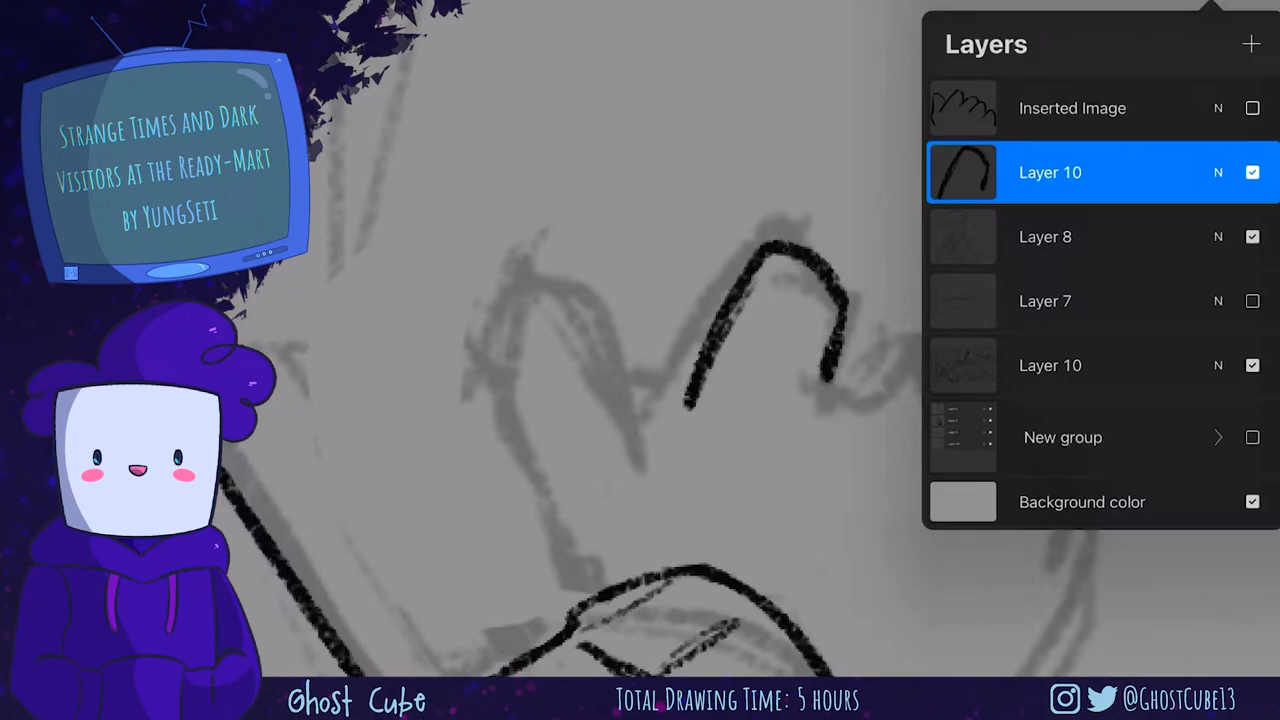 Strange Times and Dark
Visitors at the Ready-Mart
by YungSeti
Layers
Inserted Image N
Layer 10 N
Layer 8 N
Layer 7 N
Layer 10 N
New group
Background color
Ghost Cube
Total Drawing Time: 5 hours
@GhostCube13